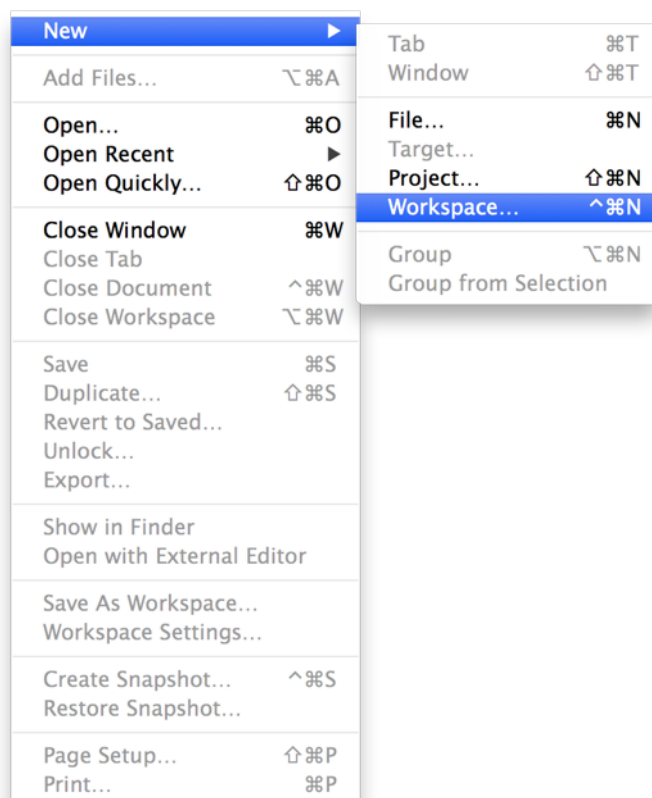 New ▶
Add Files... ⌥⌘A
Open... ⌘O
Open Recent ▶
Open Quickly... ⇧⌘O
Close Window ⌘W
Close Tab
Close Document ^⌘W
Close Workspace ⌥⌘W
Save ⌘S
Duplicate... ⇧⌘S
Revert to Saved...
Unlock...
Export...
Show in Finder
Open with External Editor
Save As Workspace...
Workspace Settings...
Create Snapshot... ^⌘S
Restore Snapshot...
Page Setup... ⇧⌘P
Print... ⌘P
Tab ⌘T
Window ⇧⌘T
File... ⌘N
Target...
Project... ⇧⌘N
Workspace... ^⌘N
Group ⌥⌘N
Group from Selection